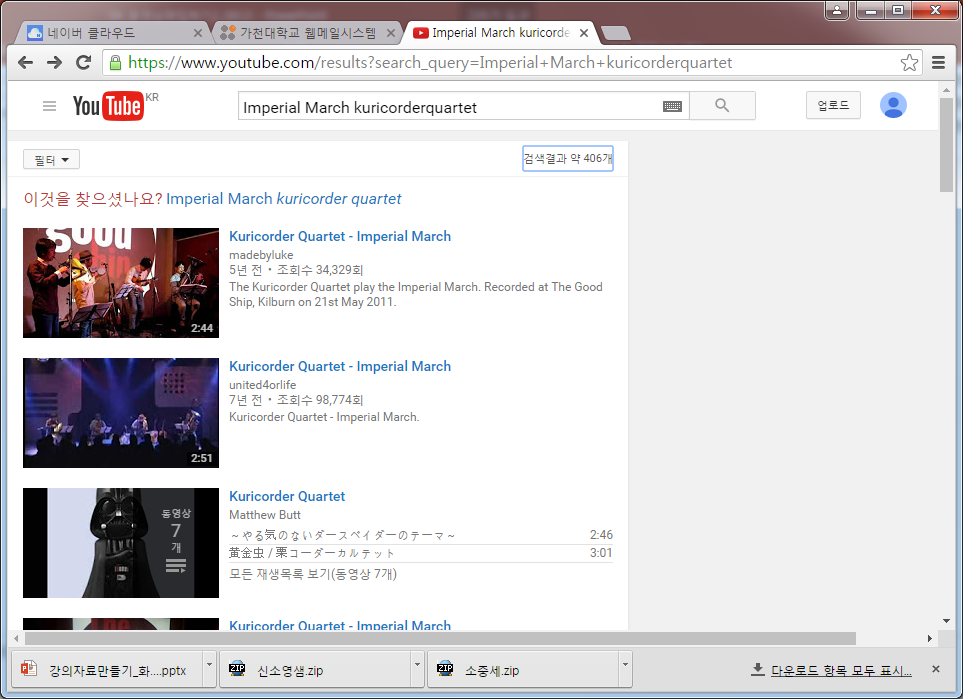 네이버 클라우드
가천대학교 웹메일시스템
Imperial March kuricorde
https://www.youtube.com/results?search_query=Imperial+March+kuricorderquartet
YouTube KR
Imperial March kuricorderquartet
업로드
필터
검색결과 약 406개
이것을 찾으셨나요? Imperial March kuricorder quartet
Kuricorder Quartet - Imperial March
madebyluke
5년 전 • 조회수 34,329회
The Kuricorder Quartet play the Imperial March. Recorded at The Good
Ship, Kilburn on 21st May 2011.
2:44
Kuricorder Quartet - Imperial March
united4orlife
7년 전 • 조회수 98,774회
Kuricorder Quartet - Imperial March.
2:51
Kuricorder Quartet
Matthew Butt
동영상
7
개
~やる気のないダースベイダーのテーマ~ 2:46
黄金虫 / 栗コーダーカルテット 3:01
모든 재생목록 보기(동영상 7개)
Kuricorder Quartet - Imperial March
강의자료만들기_화....pptx
신소영샘.zip
소중세.zip
다운로드 항목 모두 표시...